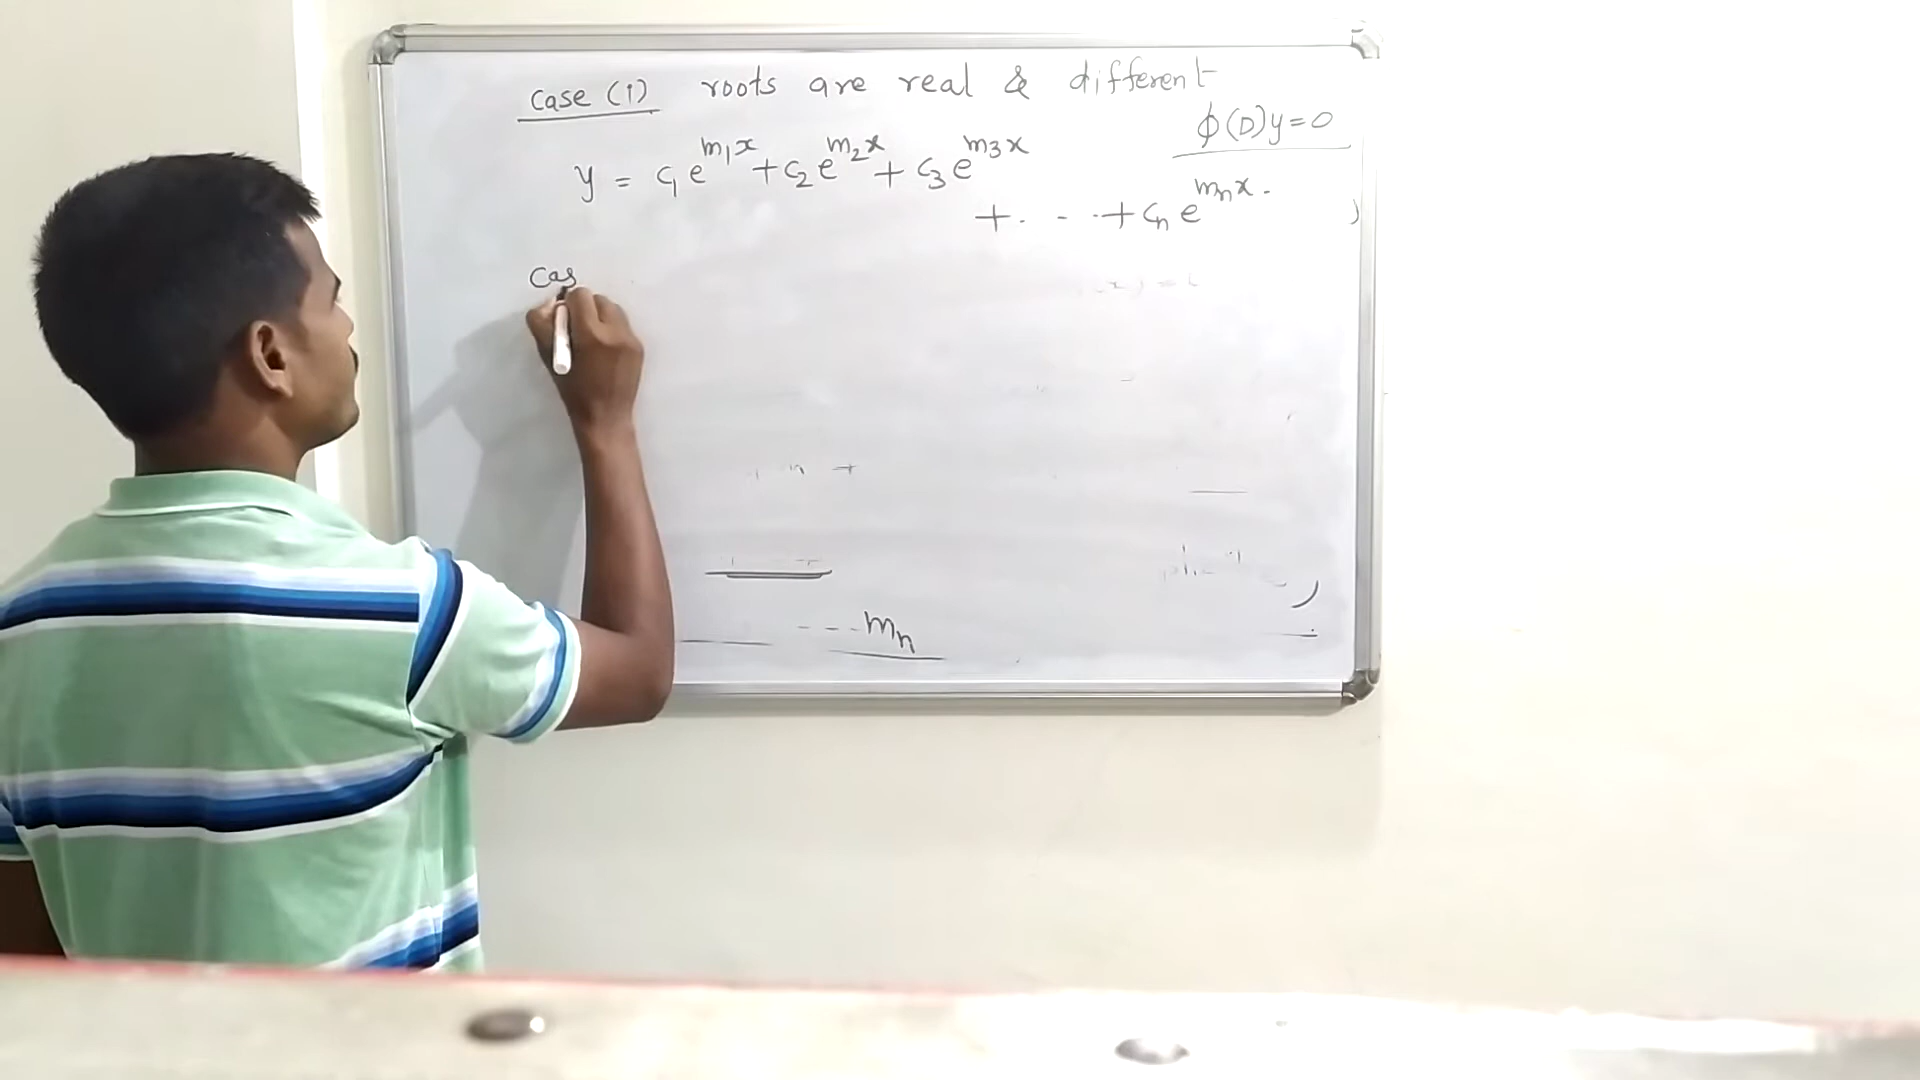 Case (1) roots are real & different
ϕ(D)y=0
y = c₁e^{m₁x} + c₂e^{m₂x} + c₃e^{m₃x}
+ . - . . + cₙe^{mₙx} .
Cas
---mₙ